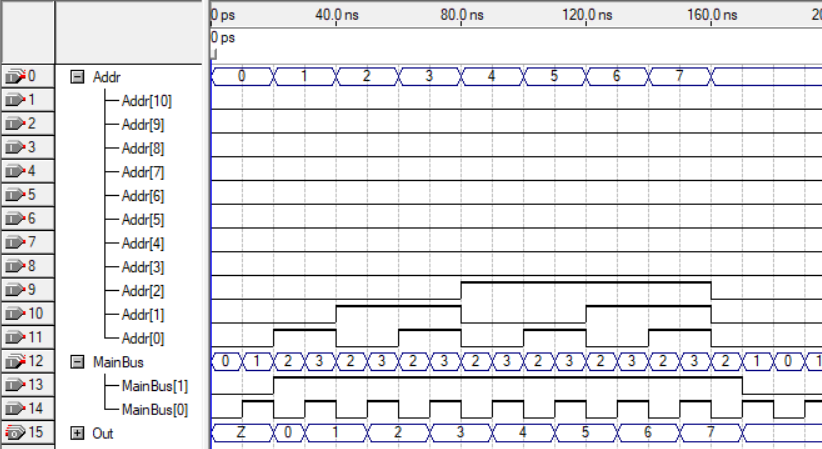 0 ps 40.0 ns 80.0 ns 120.0 ns 160.0 ns 20
0 ps
0 Addr 0 1 2 3 4 5 6 7
1 Addr[10]
2 Addr[9]
3 Addr[8]
4 Addr[7]
5 Addr[6]
6 Addr[5]
7 Addr[4]
8 Addr[3]
9 Addr[2]
10 Addr[1]
11 Addr[0]
12 MainBus 0 1 2 3 2 3 2 3 2 3 2 3 2 3 2 3 2 1 0 1
13 MainBus[1]
14 MainBus[0]
15 Out Z 0 1 2 3 4 5 6 7